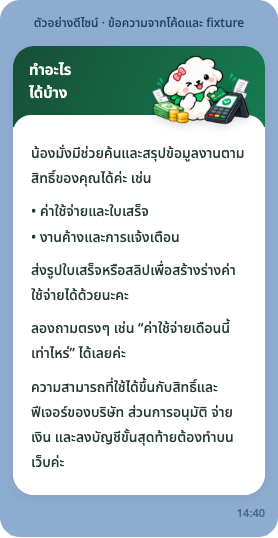 ตัวอย่างดีไซน์ · ข้อความจากโค้ดและ fixture
ทำอะไร
ได้บ้าง
น้องมั่งมีช่วยค้นและสรุปข้อมูลงานตาม
สิทธิ์ของคุณได้ค่ะ เช่น
• ค่าใช้จ่ายและใบเสร็จ
• งานค้างและการแจ้งเตือน
ส่งรูปใบเสร็จหรือสลิปเพื่อสร้างร่างค่า
ใช้จ่ายได้ด้วยนะคะ
ลองถามตรงๆ เช่น “ค่าใช้จ่ายเดือนนี้
เท่าไหร่” ได้เลยค่ะ
ความสามารถที่ใช้ได้ขึ้นกับสิทธิ์และ
ฟีเจอร์ของบริษัท ส่วนการอนุมัติ จ่าย
เงิน และลงบัญชีขั้นสุดท้ายต้องทำบน
เว็บค่ะ
14:40